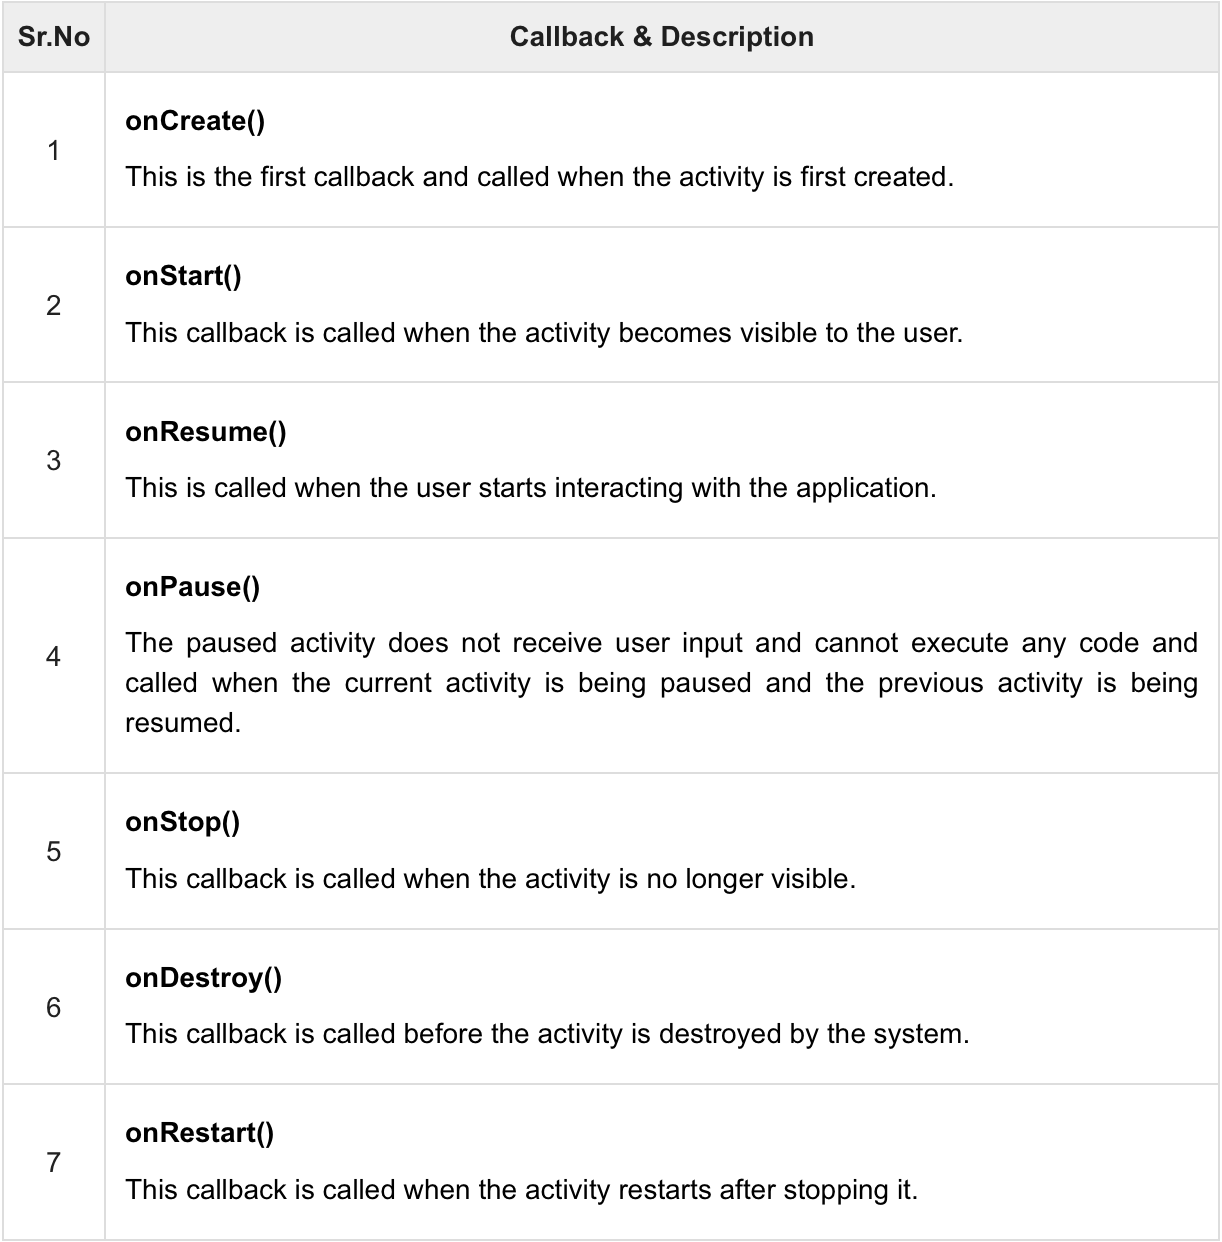 Sr.No Callback & Description
1
onCreate()
This is the first callback and called when the activity is first created.
2
onStart()
This callback is called when the activity becomes visible to the user.
3
onResume()
This is called when the user starts interacting with the application.
4
onPause()
The paused activity does not receive user input and cannot execute any code and
called when the current activity is being paused and the previous activity is being
resumed.
5
onStop()
This callback is called when the activity is no longer visible.
6
onDestroy()
This callback is called before the activity is destroyed by the system.
7
onRestart()
This callback is called when the activity restarts after stopping it.